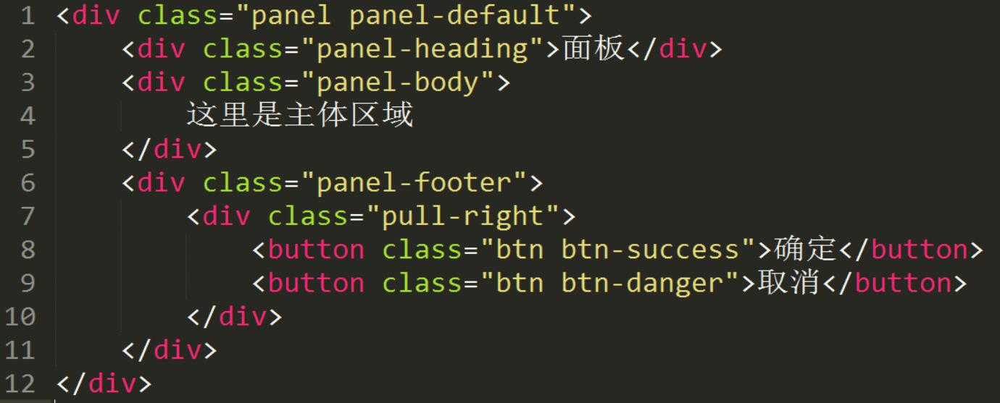 1 <div class="panel panel-default">
2     <div class="panel-heading">面板</div>
3     <div class="panel-body">
4         这里是主体区域
5     </div>
6     <div class="panel-footer">
7         <div class="pull-right">
8             <button class="btn btn-success">确定</button>
9             <button class="btn btn-danger">取消</button>
10         </div>
11     </div>
12 </div>